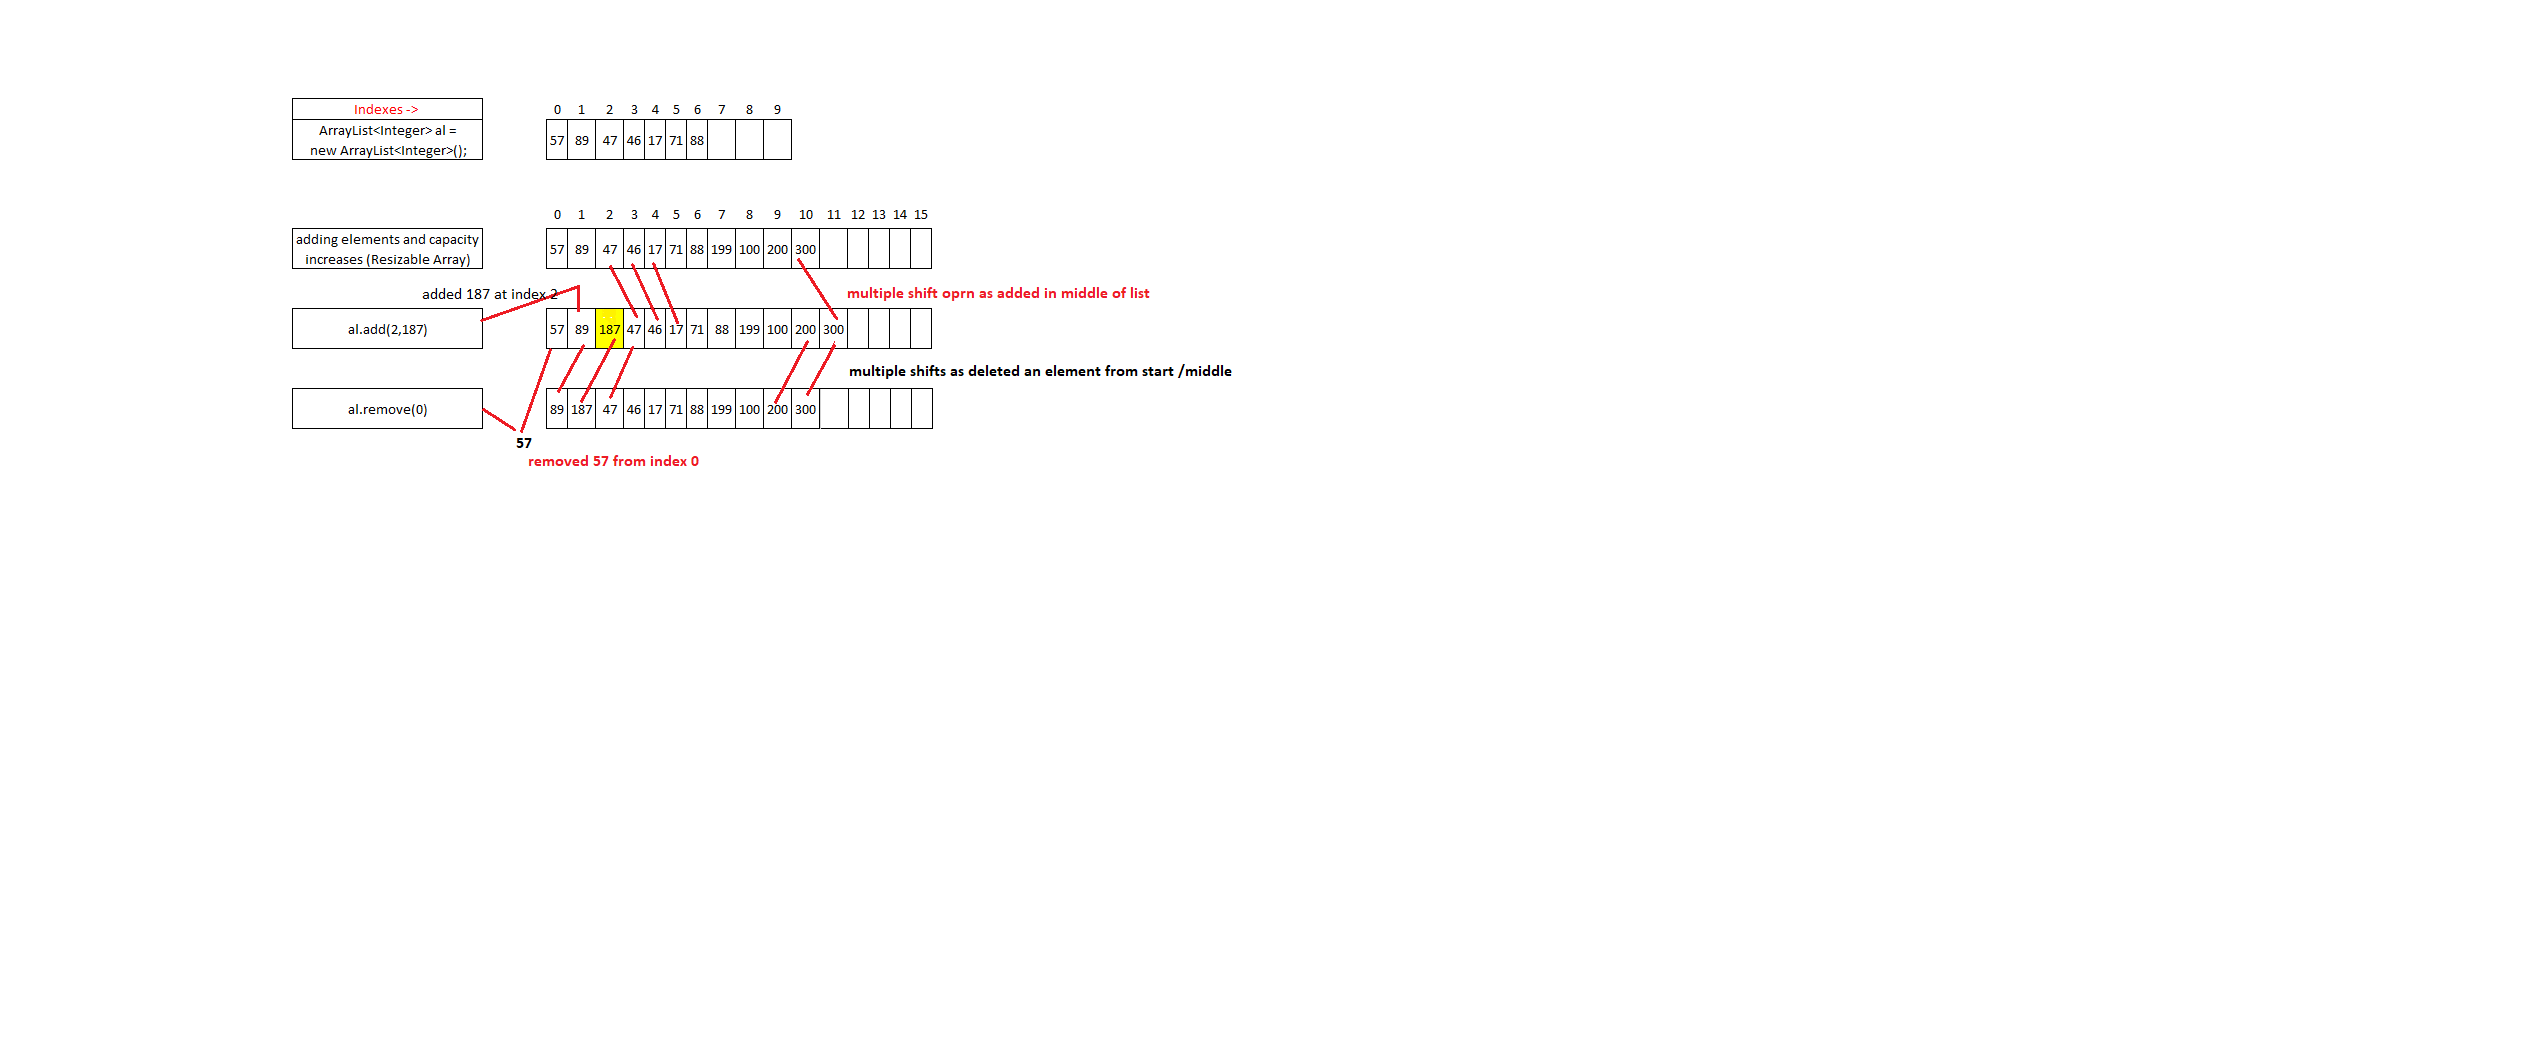 Indexes ->
0 1 2 3 4 5 6 7 8 9
ArrayList<Integer> al =
new ArrayList<Integer>();
57 89 47 46 17 71 88
0 1 2 3 4 5 6 7 8 9 10 11 12 13 14 15
adding elements and capacity
increases (Resizable Array)
57 89 47 46 17 71 88 199 100 200 300
added 187 at index 2
multiple shift oprn as added in middle of list
al.add(2,187)
57 89 187 47 46 17 71 88 199 100 200 300
multiple shifts as deleted an element from start /middle
al.remove(0)
89 187 47 46 17 71 88 199 100 200 300
57
removed 57 from index 0